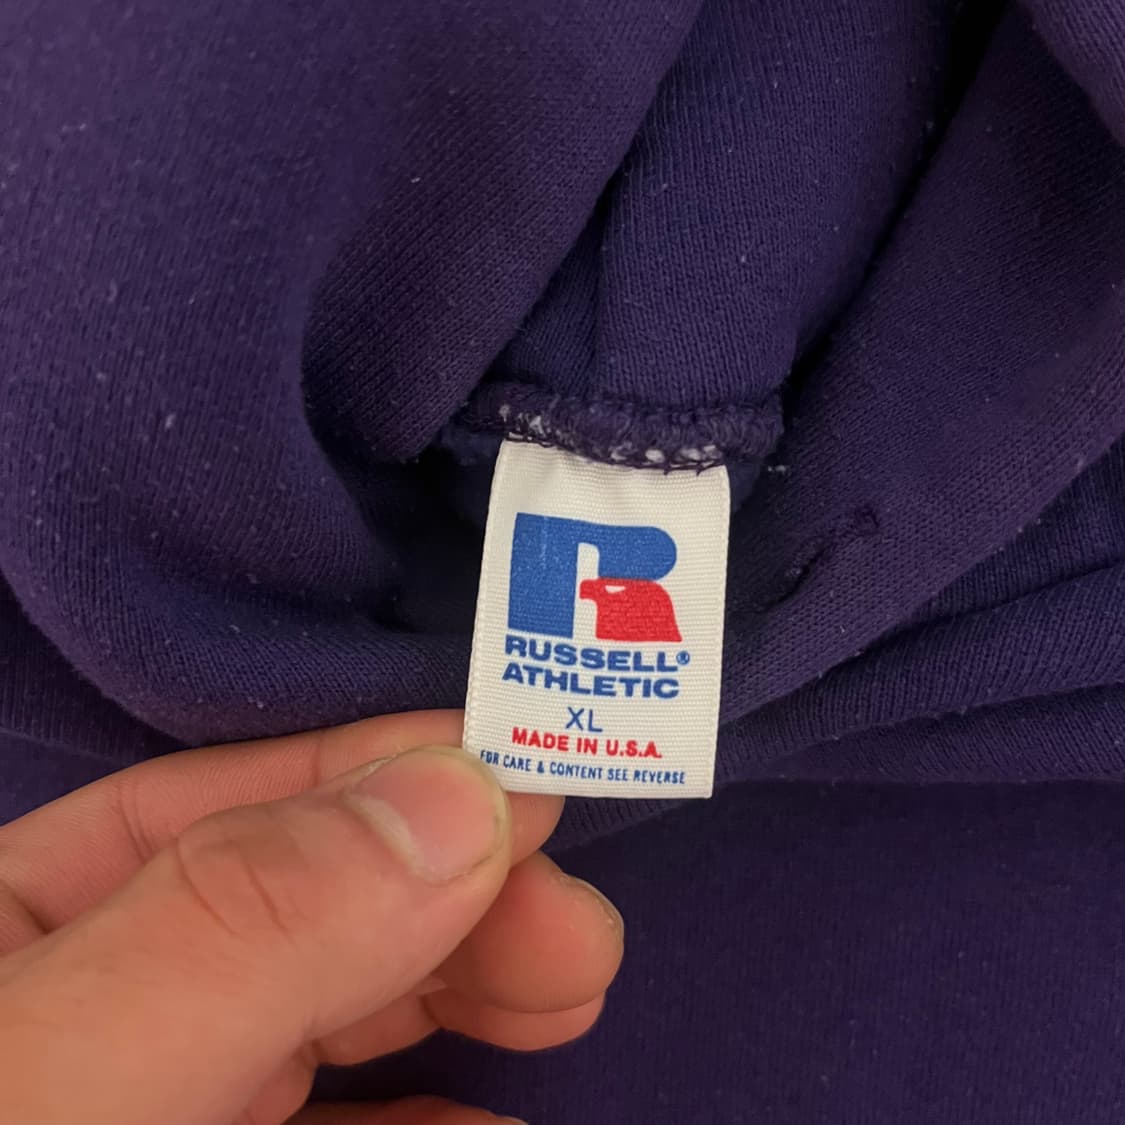 R
RUSSELL®
ATHLETIC
XL
MADE IN U.S.A.
FOR CARE & CONTENT SEE REVERSE